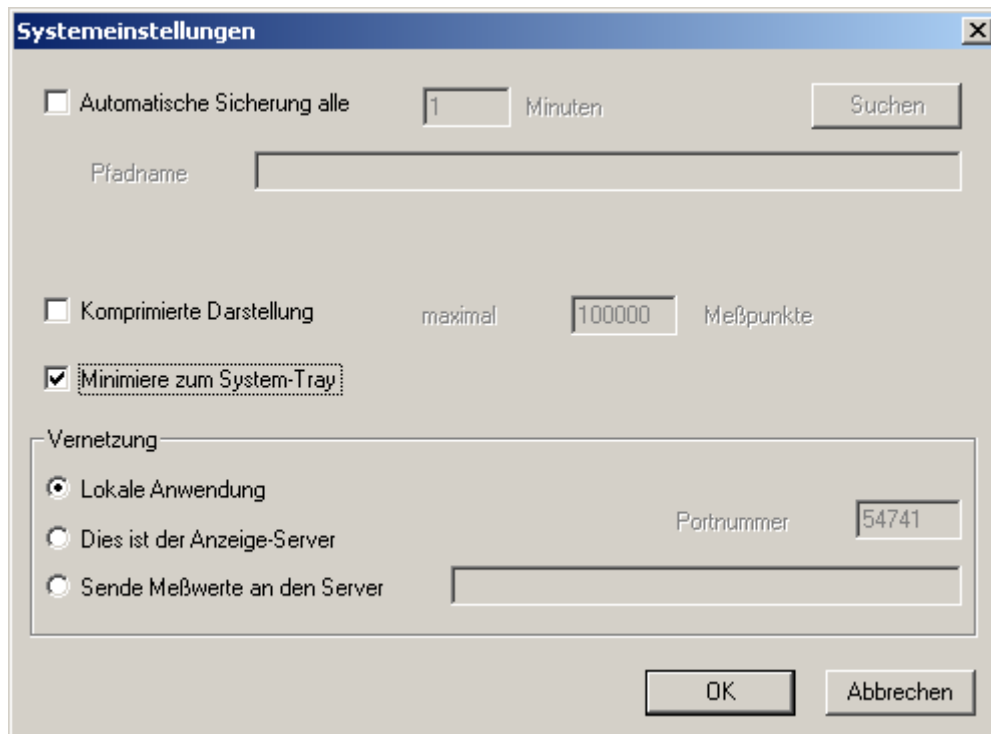 Systemeinstellungen
Automatische Sicherung alle 1 Minuten Suchen
Pfadname
Komprimierte Darstellung maximal 100000 Meßpunkte
Minimiere zum System-Tray
Vernetzung
Lokale Anwendung
Portnummer 54741
Dies ist der Anzeige-Server
Sende Meßwerte an den Server
OK Abbrechen